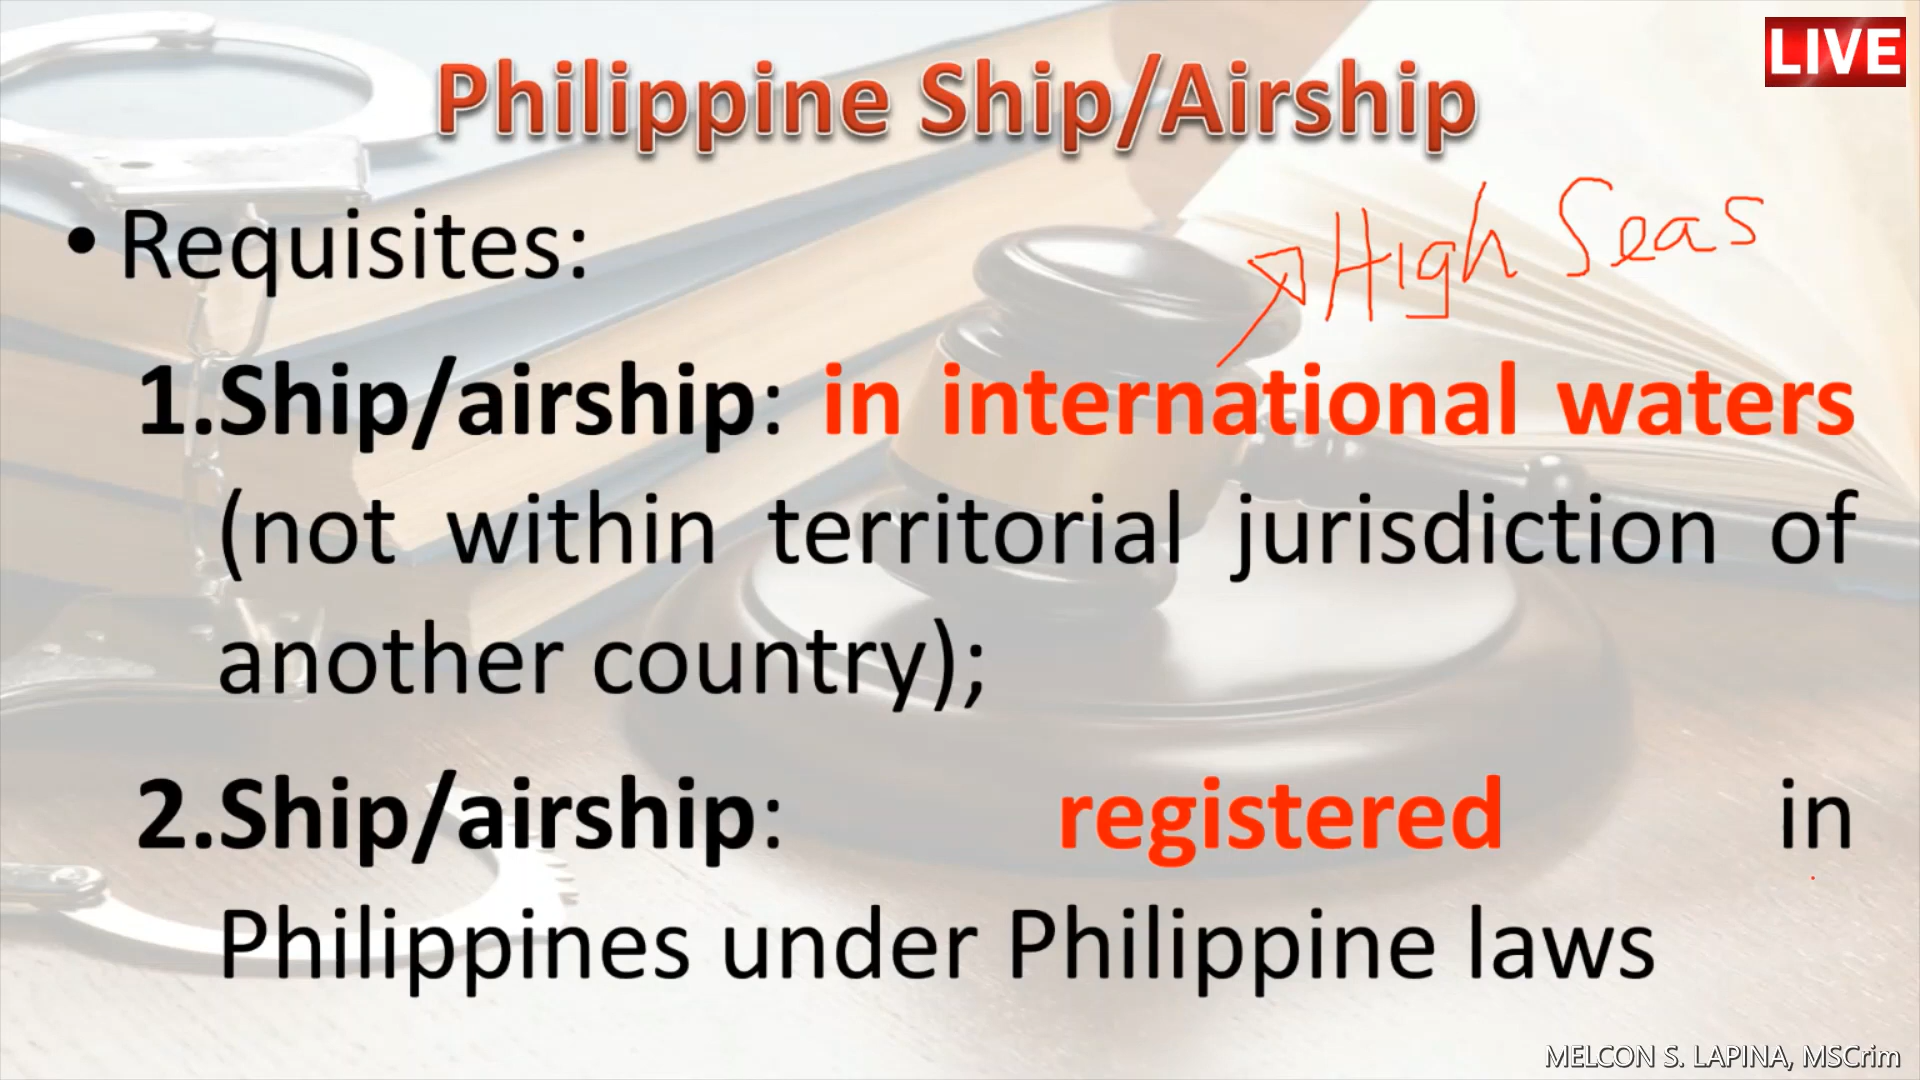 LIVE
Philippine Ship/Airship
High Seas
• Requisites:
1.Ship/airship: in international waters
(not within territorial jurisdiction of
another country);
2.Ship/airship: registered in
Philippines under Philippine laws
MELCON S. LAPINA, MSCrim